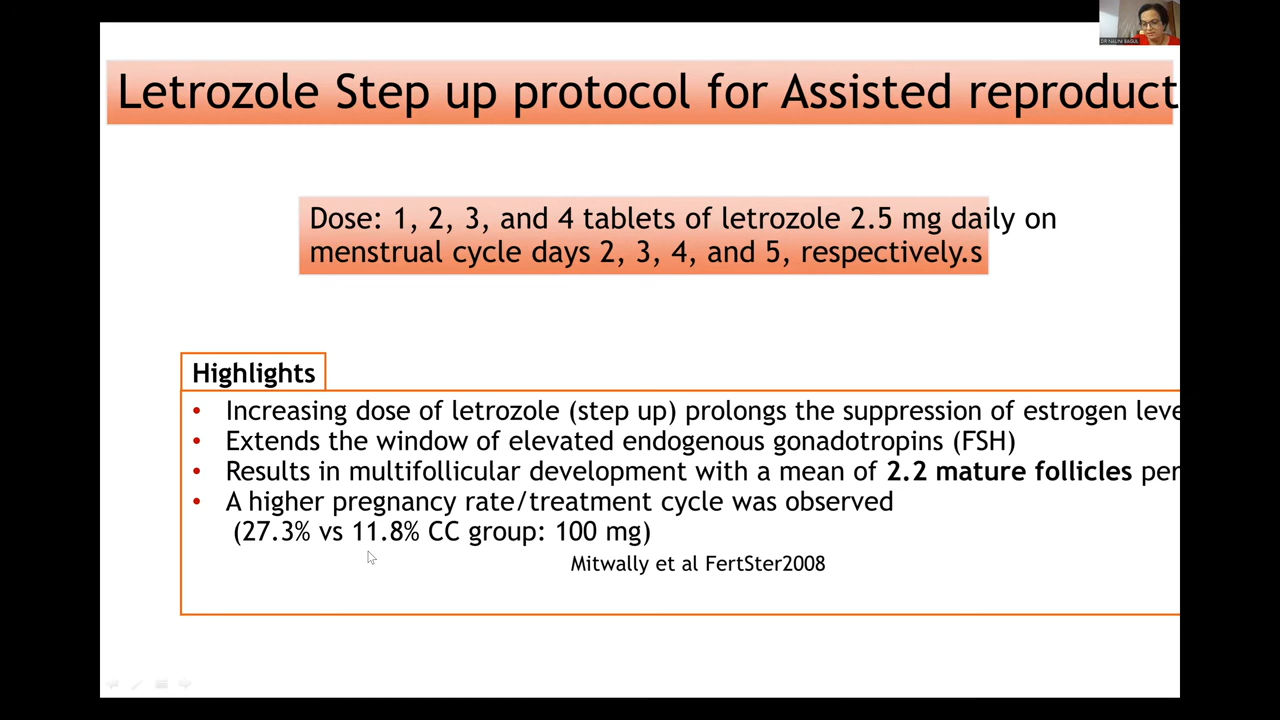 DR NALINI BAGUL
Letrozole Step up protocol for Assisted reproduct
Dose: 1, 2, 3, and 4 tablets of letrozole 2.5 mg daily on
menstrual cycle days 2, 3, 4, and 5, respectively.s
Highlights
• Increasing dose of letrozole (step up) prolongs the suppression of estrogen leve
• Extends the window of elevated endogenous gonadotropins (FSH)
• Results in multifollicular development with a mean of 2.2 mature follicles per
• A higher pregnancy rate/treatment cycle was observed
(27.3% vs 11.8% CC group: 100 mg)
Mitwally et al FertSter2008